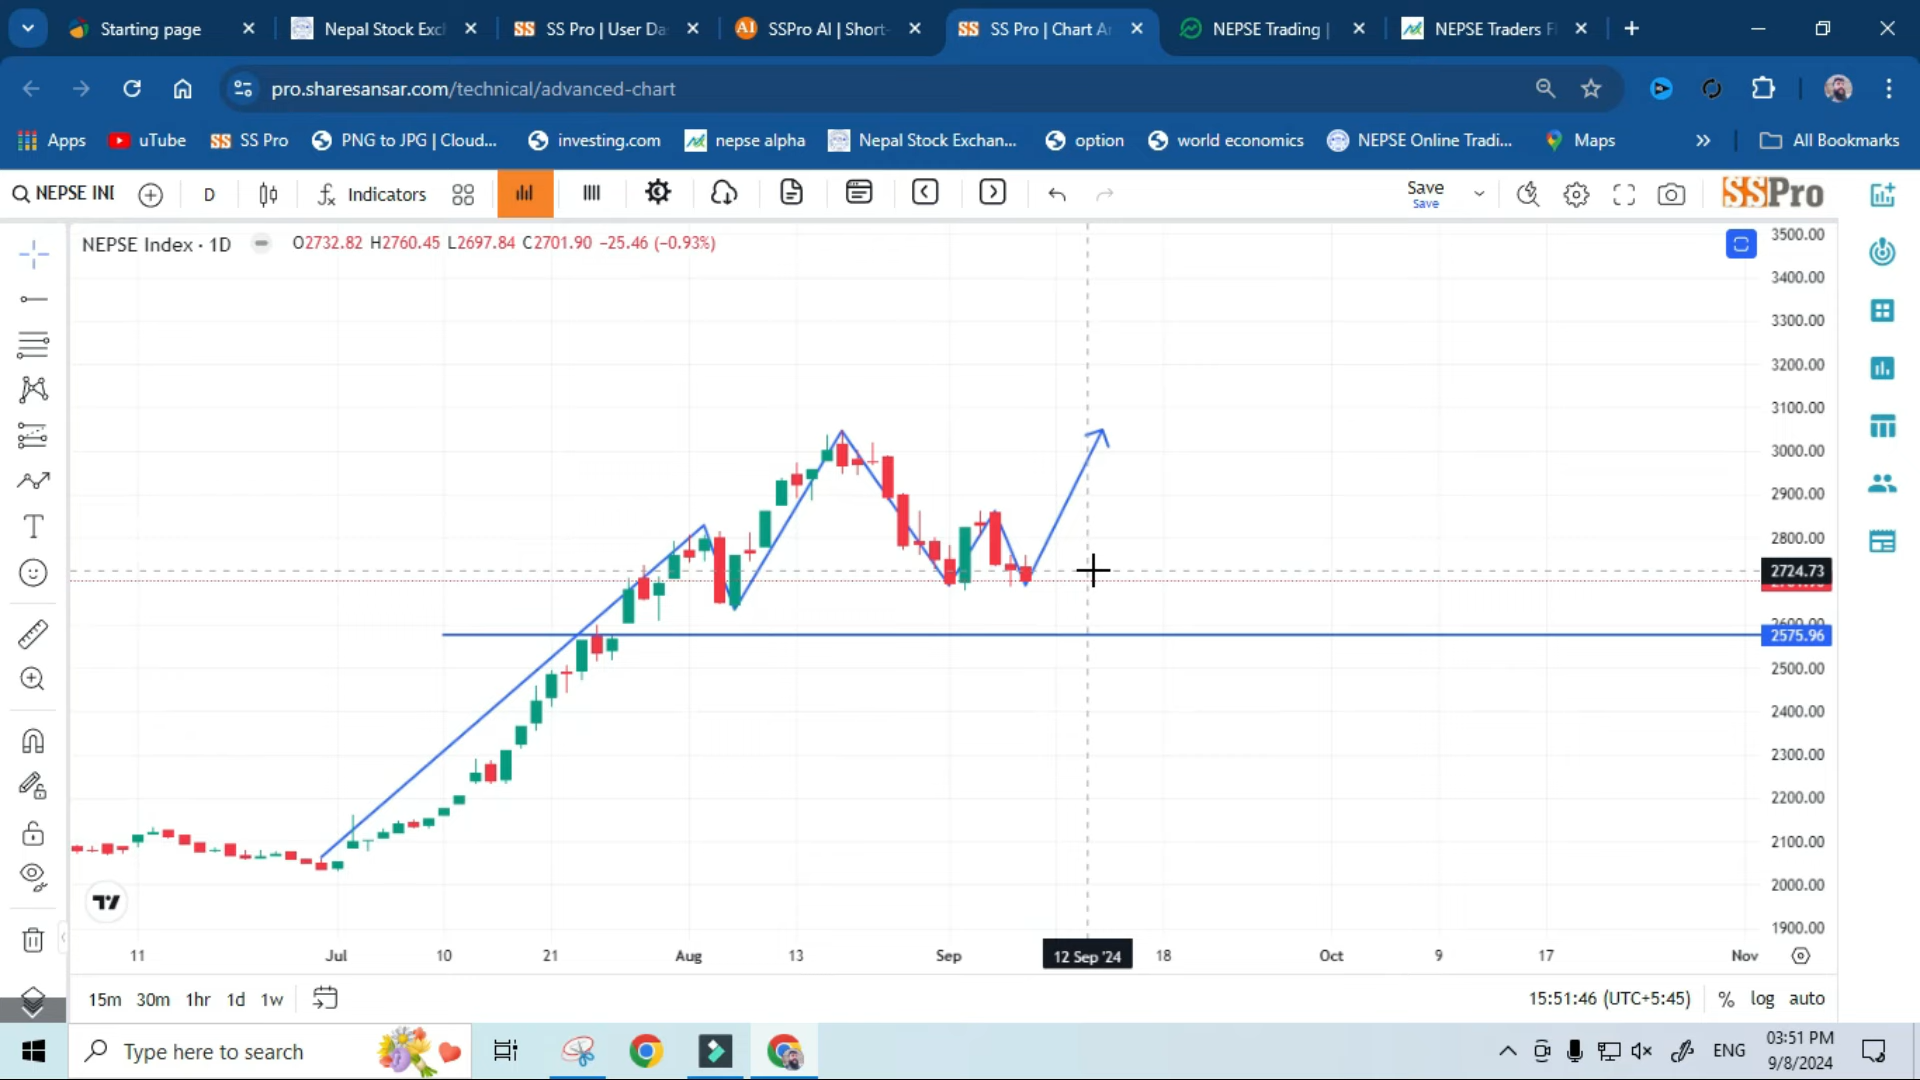 Starting page
Nepal Stock Exc
SS Pro | User Da
AI SSPro AI | Short-
SS Pro | Chart Ar
NEPSE Trading |
NEPSE Traders F
pro.sharesansar.com/technical/advanced-chart
Apps
uTube
SS SS Pro
PNG to JPG | Cloud...
investing.com
nepse alpha
Nepal Stock Exchan...
option
world economics
NEPSE Online Tradi...
Maps
All Bookmarks
NEPSE INI
D
Indicators
Save
Save
SSPro
NEPSE Index · 1D
O2732.82 H2760.45 L2697.84 C2701.90 −25.46 (−0.93%)
3500.00
3400.00
3300.00
3200.00
3100.00
3000.00
2900.00
2800.00
2724.73
2575.96
2500.00
2400.00
2300.00
2200.00
2100.00
2000.00
1900.00
11
Jul
10
21
Aug
13
Sep
12 Sep '24
18
Oct
9
17
Nov
15m 30m 1hr 1d 1w
15:51:46 (UTC+5:45)
% log auto
Type here to search
ENG
03:51 PM
9/8/2024